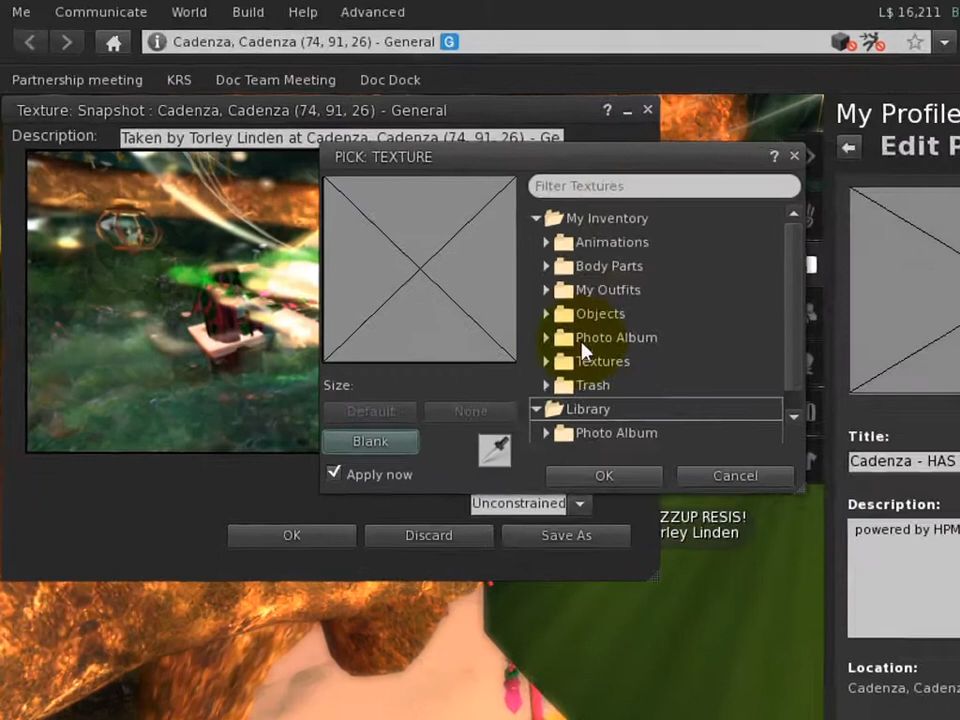 Me Communicate World Build Help Advanced L$ 16,211 B
Cadenza, Cadenza (74, 91, 26) - General G
Partnership meeting KRS Doc Team Meeting Doc Dock
Texture: Snapshot : Cadenza, Cadenza (74, 91, 26) - General ?
Description: Taken by Torley Linden at Cadenza, Cadenza (74, 91, 26) - Ge
PICK: TEXTURE ?
Filter Textures
My Inventory
Animations
Body Parts
My Outfits
Objects
Photo Album
Textures
Trash
Library
Photo Album
Size:
Default None
Blank
Apply now
OK Cancel
Unconstrained
OK Discard Save As
ZZUP RESIS!
rley Linden
My Profile
Edit P
Title:
Cadenza - HAS
Description:
powered by HPM
Location:
Cadenza, Cadenz